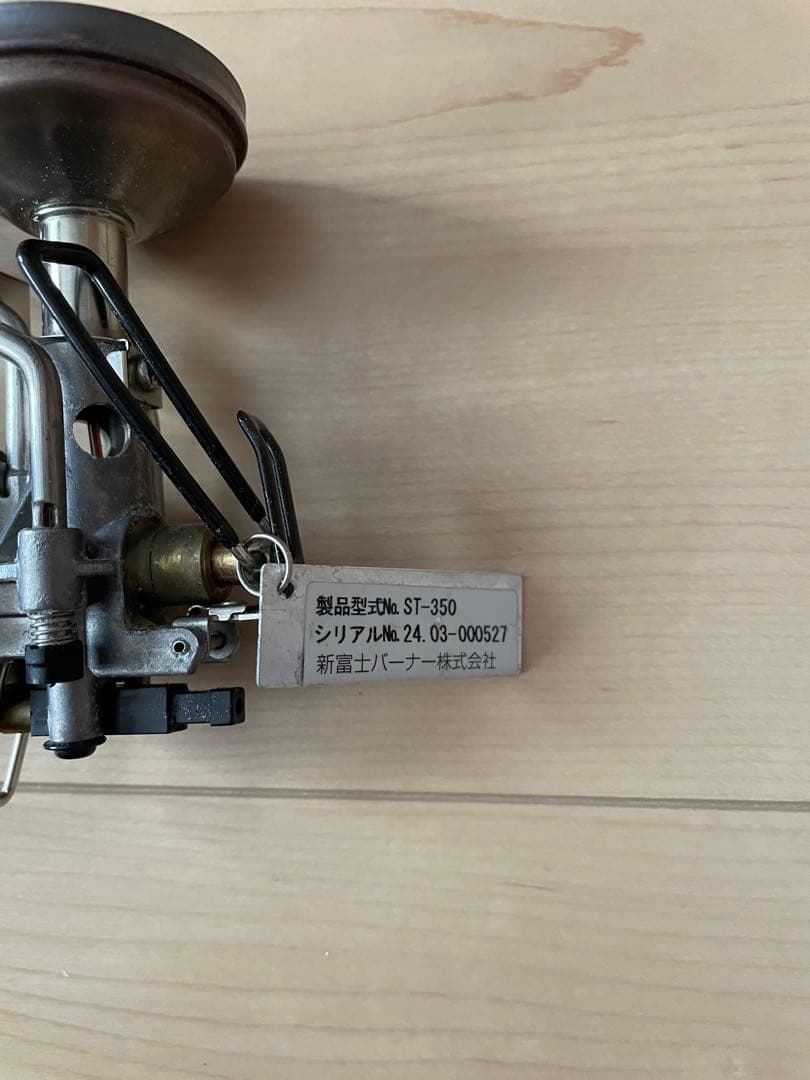 製品型式№ ST-350
シリアル№ 24.03-000527
新富士バーナー株式会社